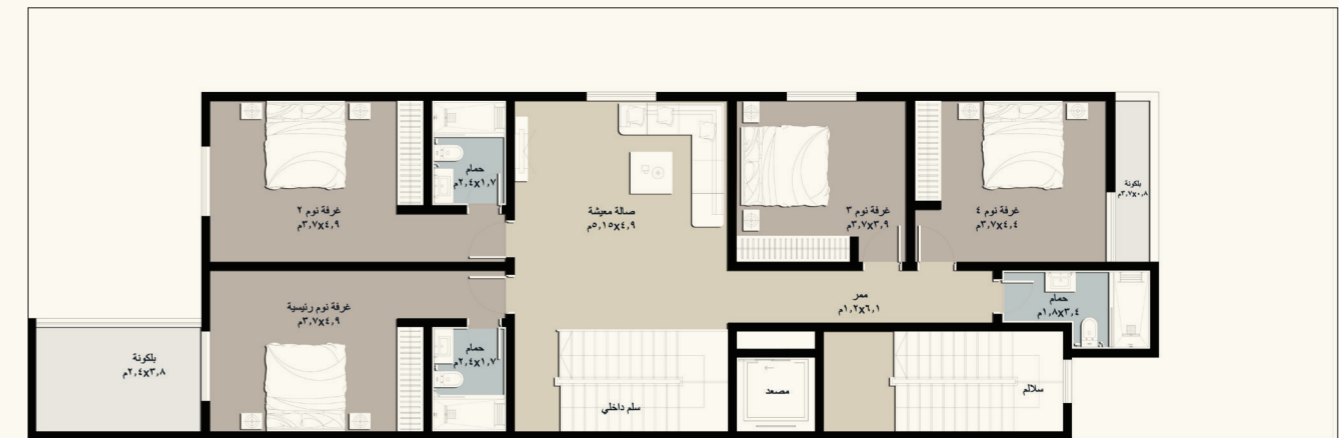 حمام
٢,٤x١,٧م
غرفة نوم ٢
٣,٧x٤,٩م
صالة معيشة
٥,١٥x٤,٩م
غرفة نوم ٣
٣,٧x٣,٩م
غرفة نوم ٤
٣,٧x٤,٤م
بلكونة
٣,٧x٠,٨م
غرفة نوم رئيسية
٣,٧x٤,٩م
ممر
١,٢x٦,١م
حمام
١,٨x٣,٤م
بلكونة
٢,٤x٣,٨م
حمام
٢,٤x١,٧م
سلم داخلي
مصعد
سلالم